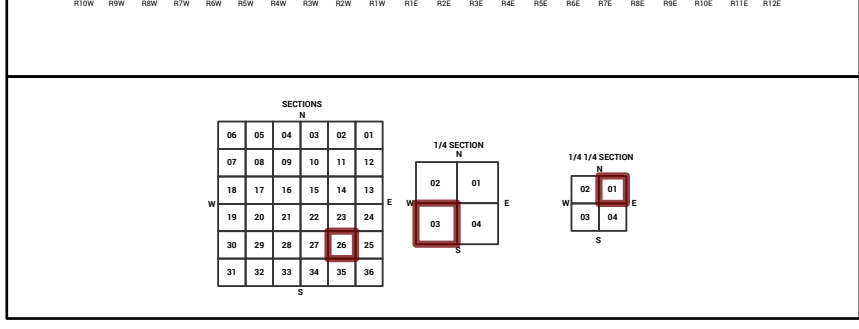 R10W R9W R8W R7W R6W R5W R4W R3W R2W R1W R1E R2E R3E R4E R5E R6E R7E R8E R9E R10E R11E R12E
SECTIONS
N
06 05 04 03 02 01
07 08 09 10 11 12
18 17 16 15 14 13
W
E
19 20 21 22 23 24
30 29 28 27 26 25
31 32 33 34 35 36
S
1/4 SECTION
N
02 01
W
E
03 04
S
1/4 1/4 SECTION
N
02 01
W
E
03 04
S